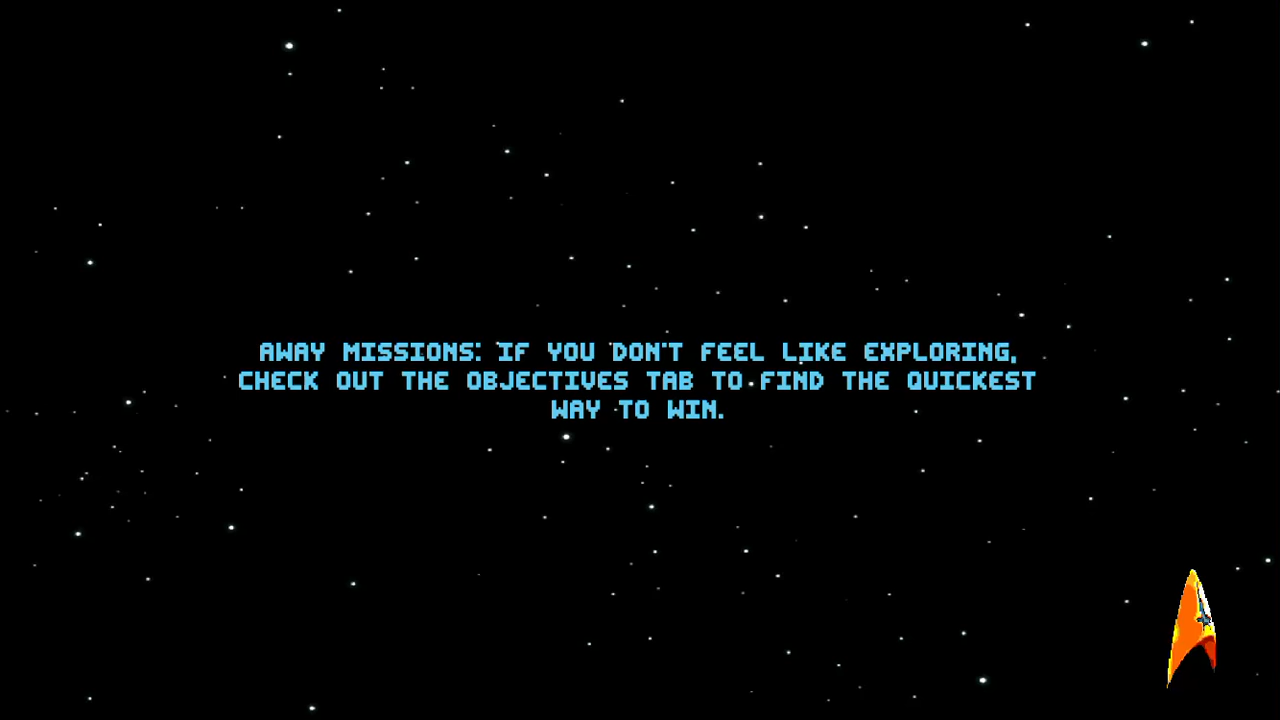 AWAY MISSIONS: IF YOU DON'T FEEL LIKE EXPLORING,
CHECK OUT THE OBJECTIVES TAB TO FIND THE QUICKEST
WAY TO WIN.